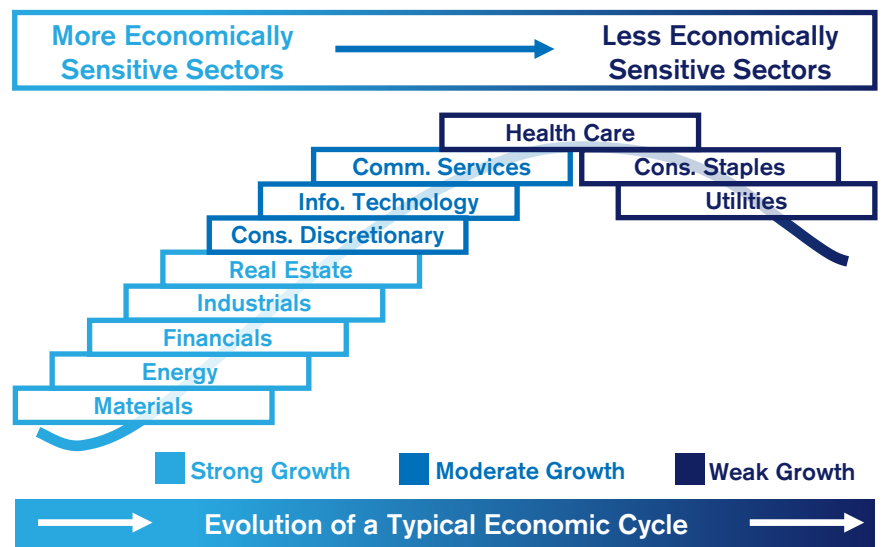 More Economically
Sensitive Sectors
Less Economically
Sensitive Sectors
Health Care
Comm. Services
Cons. Staples
Info. Technology
Utilities
Cons. Discretionary
Real Estate
Industrials
Financials
Energy
Materials
Strong Growth
Moderate Growth
Weak Growth
Evolution of a Typical Economic Cycle